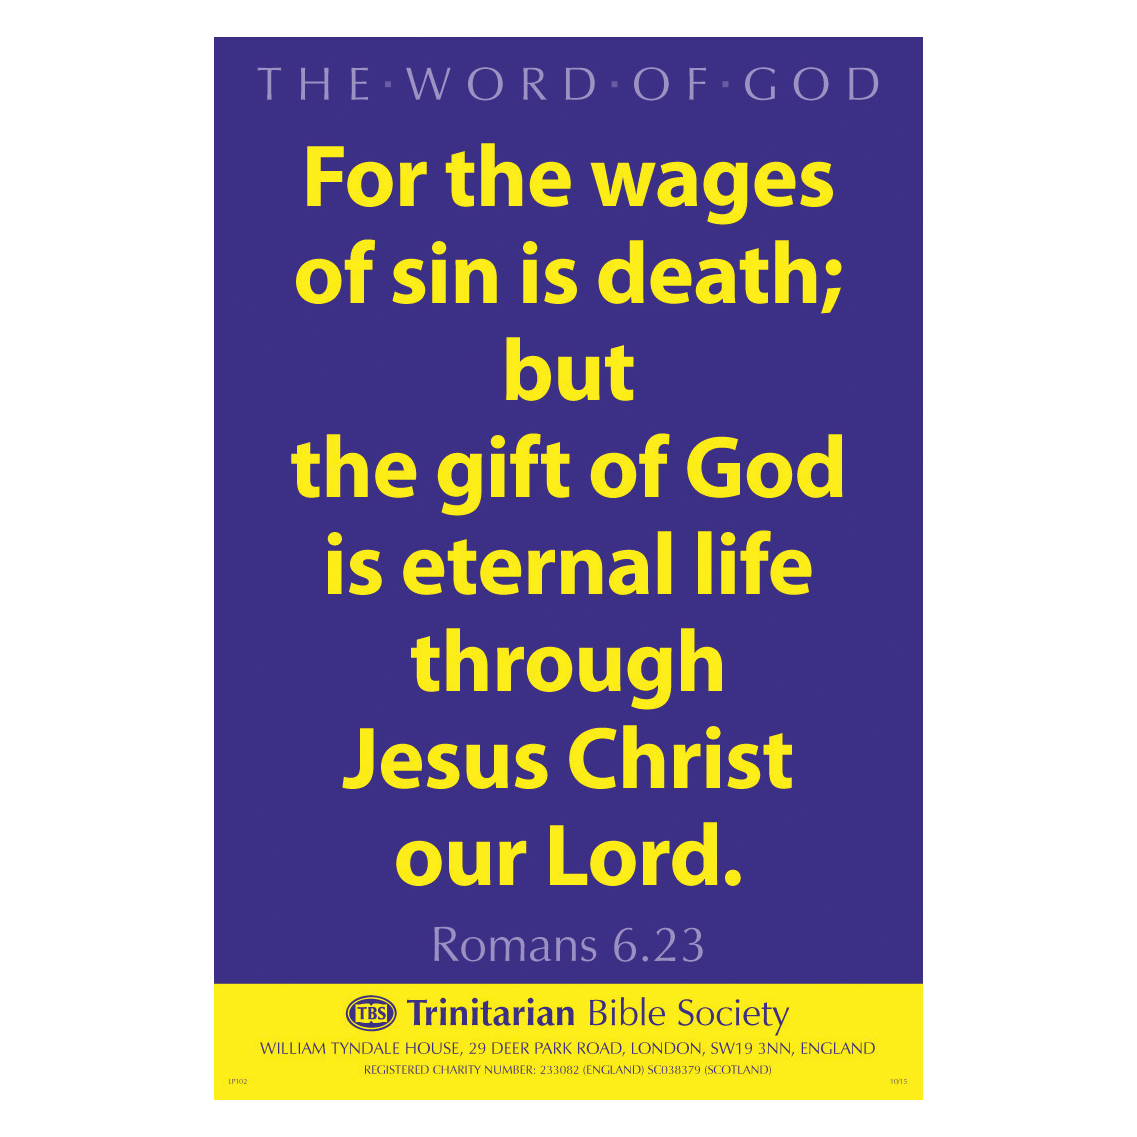 THE·WORD·OF·GOD
For the wages
of sin is death;
but
the gift of God
is eternal life
through
Jesus Christ
our Lord.
Romans 6.23
TBS Trinitarian Bible Society
WILLIAM TYNDALE HOUSE, 29 DEER PARK ROAD, LONDON, SW19 3NN, ENGLAND
REGISTERED CHARITY NUMBER: 233082 (ENGLAND) SC038379 (SCOTLAND)
LP102 10/15